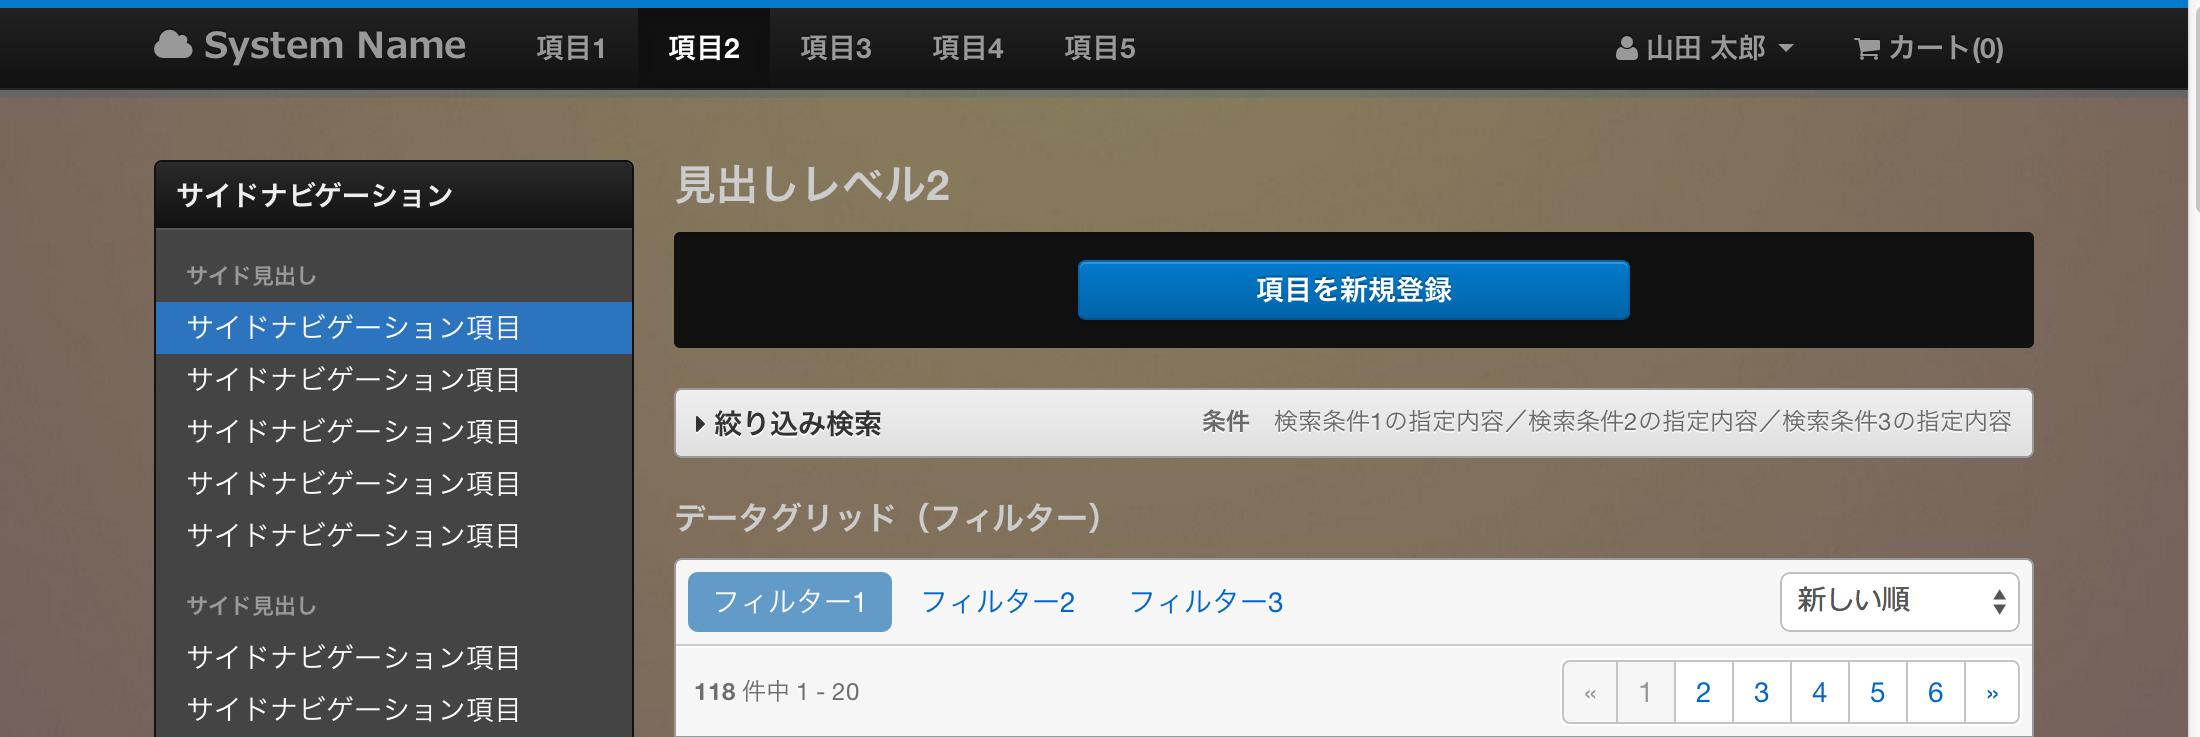 System Name 項目1 項目2 項目3 項目4 項目5 山田 太郎 カート(0)
サイドナビゲーション
サイド見出し
サイドナビゲーション項目
サイドナビゲーション項目
サイドナビゲーション項目
サイドナビゲーション項目
サイドナビゲーション項目
サイド見出し
サイドナビゲーション項目
サイドナビゲーション項目
見出しレベル2
項目を新規登録
絞り込み検索 条件 検索条件1の指定内容／検索条件2の指定内容／検索条件3の指定内容
データグリッド（フィルター）
フィルター1 フィルター2 フィルター3 新しい順
118 件中 1 - 20 « 1 2 3 4 5 6 »